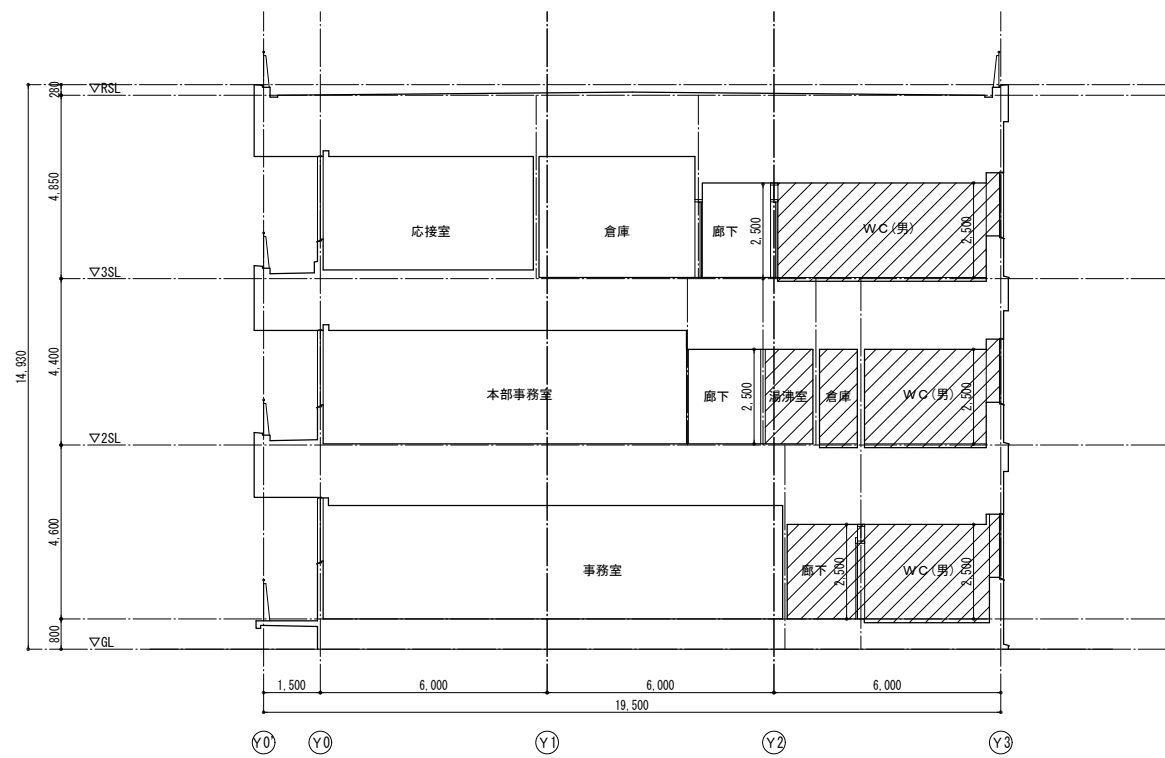 280
▽RSL
4,850
応接室
倉庫
廊下
2,500
WC(男)
2,500
▽3SL
14,930
4,400
本部事務室
廊下
2,500
湯沸室
倉庫
WC(男)
2,500
▽2SL
4,600
事務室
廊下
2,500
WC(男)
2,500
800
▽GL
1,500
6,000
6,000
6,000
19,500
Y0'
Y0
Y1
Y2
Y3